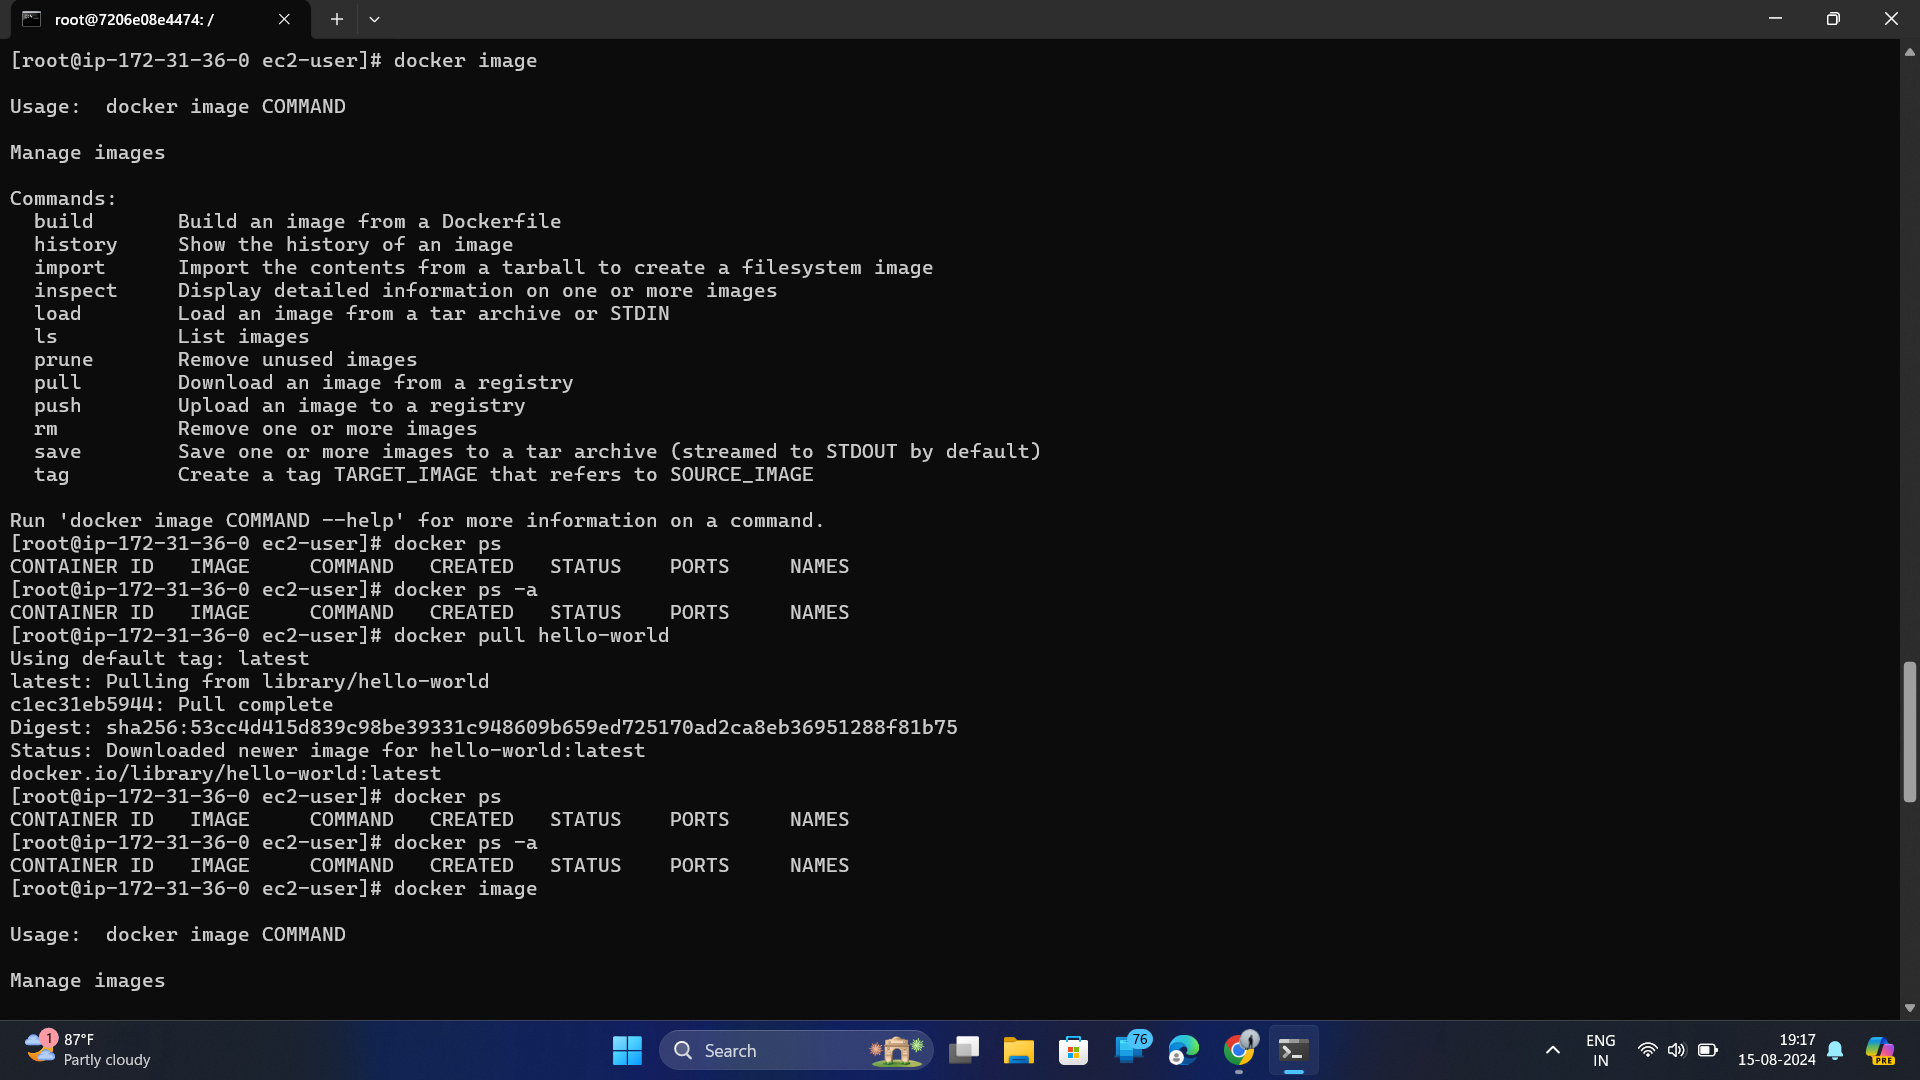 root@7206e08e4474: /
[root@ip-172-31-36-0 ec2-user]# docker image
Usage:  docker image COMMAND
Manage images
Commands:
  build       Build an image from a Dockerfile
  history     Show the history of an image
  import      Import the contents from a tarball to create a filesystem image
  inspect     Display detailed information on one or more images
  load        Load an image from a tar archive or STDIN
  ls          List images
  prune       Remove unused images
  pull        Download an image from a registry
  push        Upload an image to a registry
  rm          Remove one or more images
  save        Save one or more images to a tar archive (streamed to STDOUT by default)
  tag         Create a tag TARGET_IMAGE that refers to SOURCE_IMAGE
Run 'docker image COMMAND --help' for more information on a command.
[root@ip-172-31-36-0 ec2-user]# docker ps
CONTAINER ID   IMAGE     COMMAND   CREATED   STATUS    PORTS     NAMES
[root@ip-172-31-36-0 ec2-user]# docker ps -a
CONTAINER ID   IMAGE     COMMAND   CREATED   STATUS    PORTS     NAMES
[root@ip-172-31-36-0 ec2-user]# docker pull hello-world
Using default tag: latest
latest: Pulling from library/hello-world
c1ec31eb5944: Pull complete
Digest: sha256:53cc4d415d839c98be39331c948609b659ed725170ad2ca8eb36951288f81b75
Status: Downloaded newer image for hello-world:latest
docker.io/library/hello-world:latest
[root@ip-172-31-36-0 ec2-user]# docker ps
CONTAINER ID   IMAGE     COMMAND   CREATED   STATUS    PORTS     NAMES
[root@ip-172-31-36-0 ec2-user]# docker ps -a
CONTAINER ID   IMAGE     COMMAND   CREATED   STATUS    PORTS     NAMES
[root@ip-172-31-36-0 ec2-user]# docker image
Usage:  docker image COMMAND
Manage images
1
87°F
Partly cloudy
Search
76
ENG
IN
19:17
15-08-2024
PRE